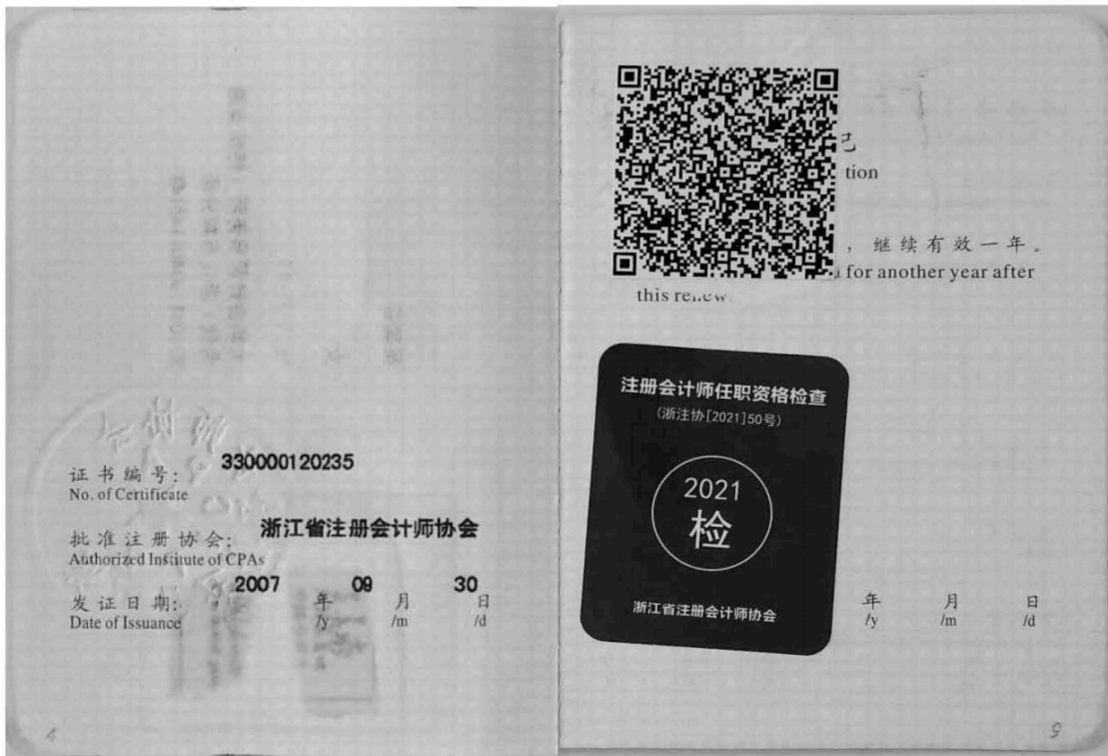 证书编号：
No. of Certificate
330000120235
批准注册协会：
Authorized Institute of CPAs
浙江省注册会计师协会
发证日期：
Date of Issuance
2007 年 09 月 30 日
/y /m /d
4
记
tion
，继续有效一年。
for another year after
this renew
注册会计师任职资格检查
（浙注协[2021]50号）
2021
检
浙江省注册会计师协会
年 月 日
/y /m /d
5